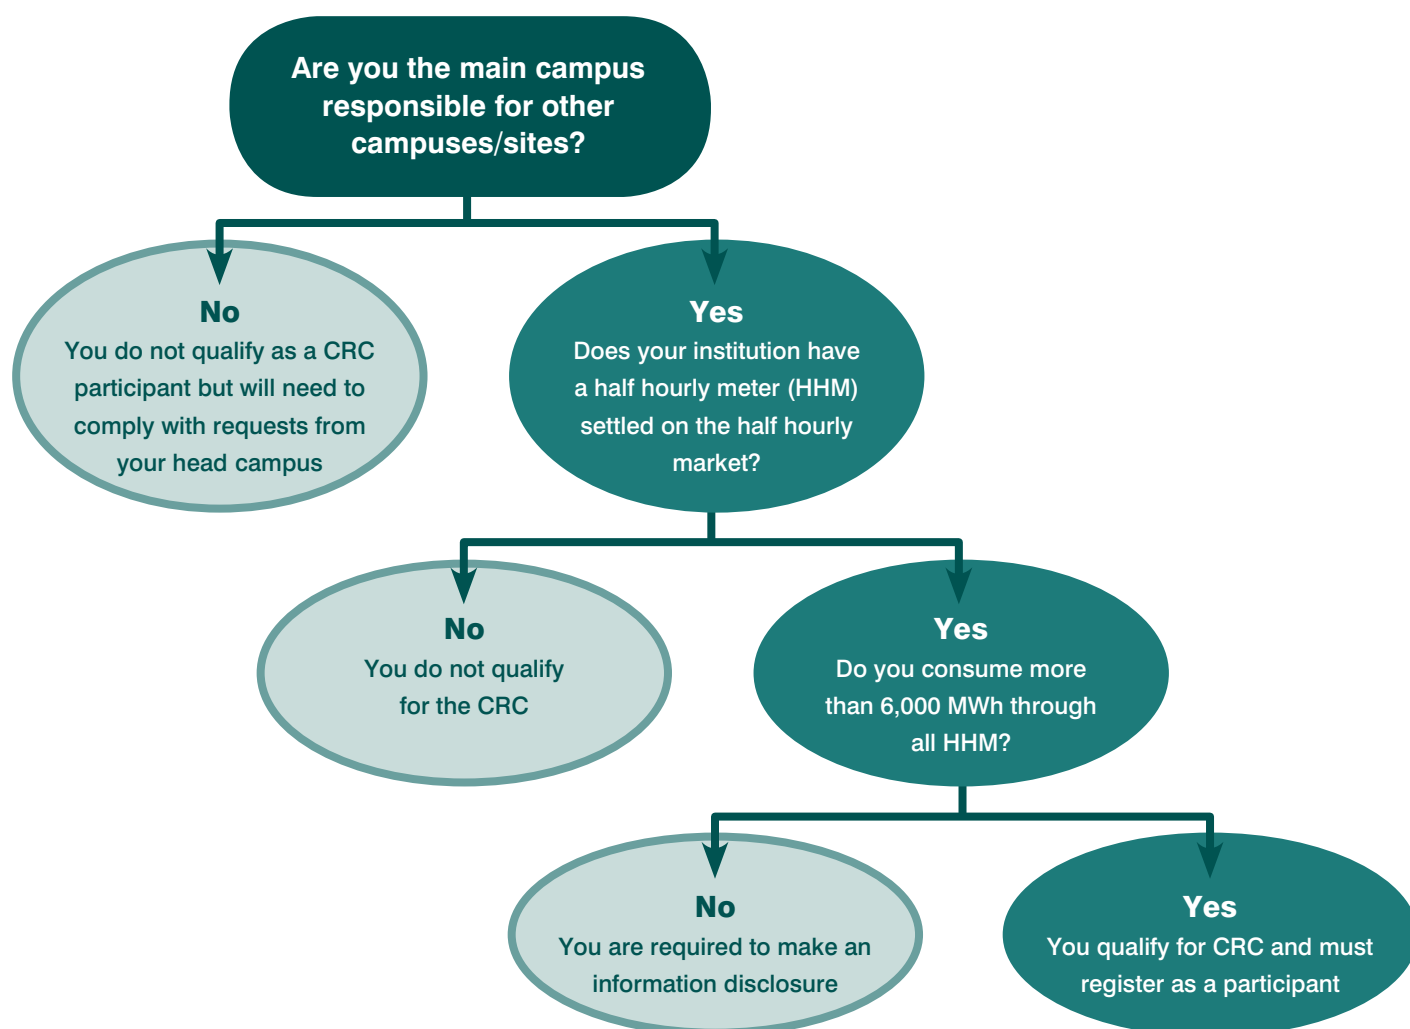 Are you the main campus
responsible for other
campuses/sites?
No
You do not qualify as a CRC
participant but will need to
comply with requests from
your head campus
Yes
Does your institution have
a half hourly meter (HHM)
settled on the half hourly
market?
No
You do not qualify
for the CRC
Yes
Do you consume more
than 6,000 MWh through
all HHM?
No
You are required to make an
information disclosure
Yes
You qualify for CRC and must
register as a participant